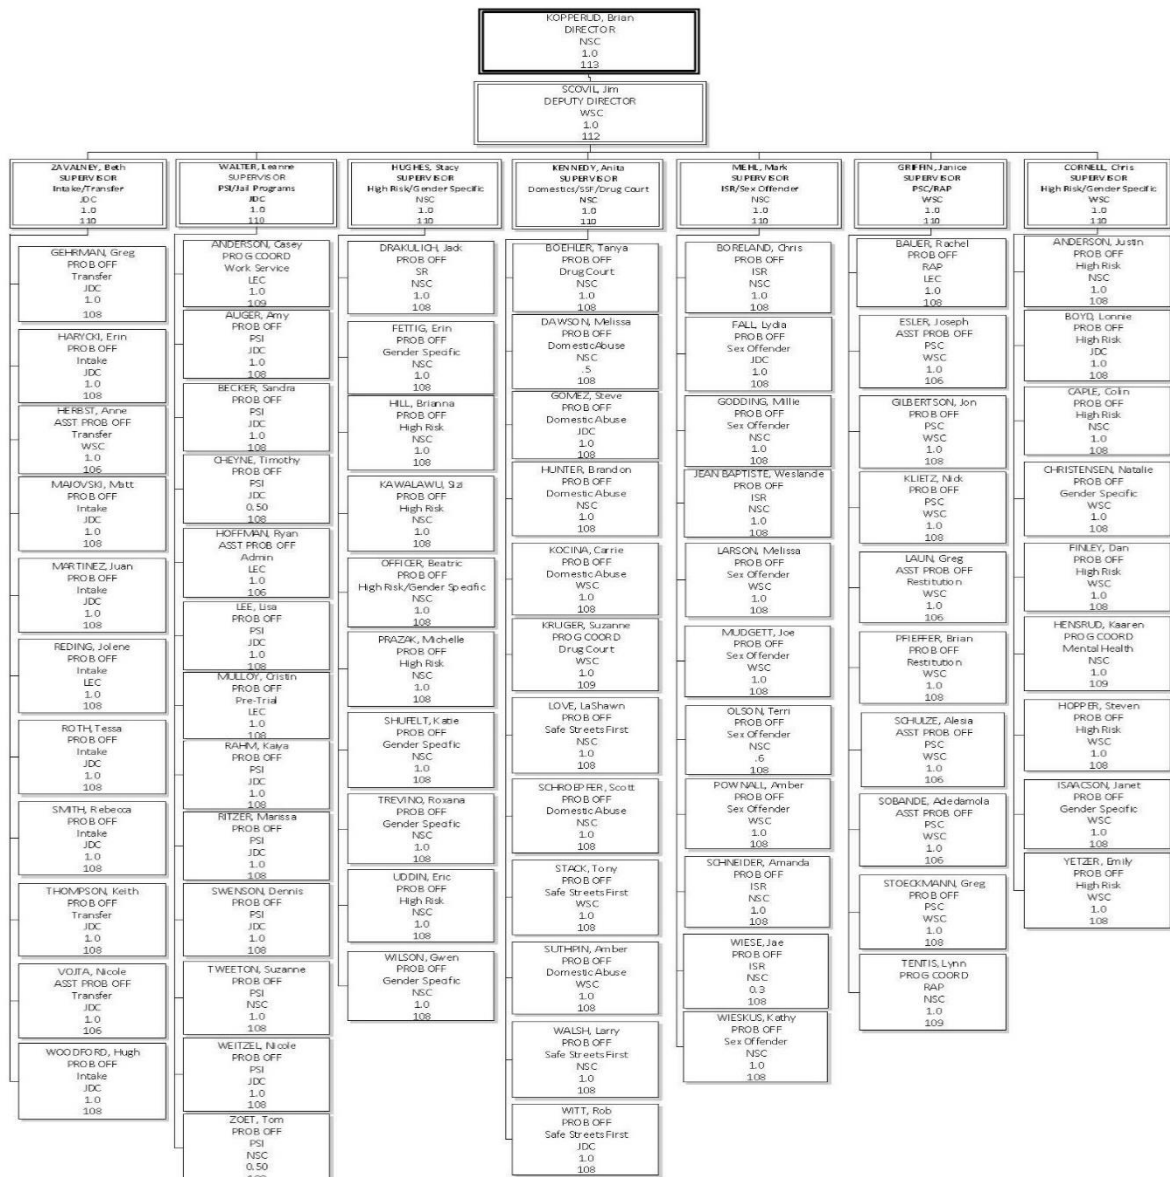 KOPPERUD, Brian
DIRECTOR
NSC
1.0
113
SCOVIL, Jim
DEPUTY DIRECTOR
WSC
1.0
112
ZAVALNEY, Beth
SUPERVISOR
Intake/Transfer
JDC
1.0
110
GEHRMAN, Greg
PROB OFF
Transfer
JDC
1.0
108
HARYCKI, Erin
PROB OFF
Intake
JDC
1.0
108
HERBST, Anne
ASST PROB OFF
Transfer
WSC
1.0
106
MAJOVSKI, Matt
PROB OFF
Intake
JDC
1.0
108
MARTINEZ, Juan
PROB OFF
Intake
JDC
1.0
108
REDING, Jolene
PROB OFF
Intake
LEC
1.0
108
ROTH, Tessa
PROB OFF
Intake
JDC
1.0
108
SMITH, Rebecca
PROB OFF
Intake
JDC
1.0
108
THOMPSON, Keith
PROB OFF
Transfer
JDC
1.0
108
VOJTA, Nicole
ASST PROB OFF
Transfer
JDC
1.0
106
WOODFORD, Hugh
PROB OFF
Intake
JDC
1.0
108
WALTER, Leanne
SUPERVISOR
PSI/Jail Programs
JDC
1.0
110
ANDERSON, Casey
PROG COORD
Work Service
LEC
1.0
109
AUGER, Amy
PROB OFF
PSI
JDC
1.0
108
BECKER, Sandra
PROB OFF
PSI
JDC
1.0
108
CHEYNE, Timothy
PROB OFF
PSI
JDC
0.50
108
HOFFMAN, Ryan
ASST PROB OFF
Admin
LEC
1.0
106
LEE, Lisa
PROB OFF
PSI
JDC
1.0
108
MULLOY, Cristin
PROB OFF
Pre-Trial
LEC
1.0
108
RAHM, Kaiya
PROB OFF
PSI
JDC
1.0
108
RITZER, Marissa
PROB OFF
PSI
JDC
1.0
108
SWENSON, Dennis
PROB OFF
PSI
JDC
1.0
108
TWEETON, Suzanne
PROB OFF
PSI
NSC
1.0
108
WEITZEL, Nicole
PROB OFF
PSI
JDC
1.0
108
ZOET, Tom
PROB OFF
PSI
NSC
0.50
HUGHES, Stacy
SUPERVISOR
High Risk/Gender Specific
NSC
1.0
110
DRAKULICH, Jack
PROB OFF
SR
NSC
1.0
108
FETTIG, Erin
PROB OFF
Gender Specific
NSC
1.0
108
HILL, Brianna
PROB OFF
High Risk
NSC
1.0
108
KAWALAWU, Sizi
PROB OFF
High Risk
NSC
1.0
108
OFFICER, Beatric
PROB OFF
High Risk/Gender Specific
NSC
1.0
108
PRAZAK, Michelle
PROB OFF
High Risk
NSC
1.0
108
SHUFELT, Katie
PROB OFF
Gender Specific
NSC
1.0
108
TREVINO, Roxana
PROB OFF
Gender Specific
NSC
1.0
108
UDDIN, Eric
PROB OFF
High Risk
NSC
1.0
108
WILSON, Gwen
PROB OFF
Gender Specific
NSC
1.0
108
KENNEDY, Anita
SUPERVISOR
Domestics/SSF/Drug Court
NSC
1.0
110
BOEHLER, Tanya
PROB OFF
Drug Court
NSC
1.0
108
DAWSON, Melissa
PROB OFF
Domestic Abuse
NSC
.5
108
GOMEZ, Steve
PROB OFF
Domestic Abuse
JDC
1.0
108
HUNTER, Brandon
PROB OFF
Domestic Abuse
NSC
1.0
108
KOCINA, Carrie
PROB OFF
Domestic Abuse
WSC
1.0
108
KRUGER, Suzanne
PROG COORD
Drug Court
WSC
1.0
109
LOVE, LaShawn
PROB OFF
Safe Streets First
NSC
1.0
108
SCHROEPFER, Scott
PROB OFF
Domestic Abuse
NSC
1.0
108
STACK, Tony
PROB OFF
Safe Streets First
WSC
1.0
108
SUTHPIN, Amber
PROB OFF
Domestic Abuse
WSC
1.0
108
WALSH, Larry
PROB OFF
Safe Streets First
NSC
1.0
108
WITT, Rob
PROB OFF
Safe Streets First
JDC
1.0
108
MEHL, Mark
SUPERVISOR
ISR/Sex Offender
NSC
1.0
110
BORELAND, Chris
PROB OFF
ISR
NSC
1.0
108
FALL, Lydia
PROB OFF
Sex Offender
JDC
1.0
108
GODDING, Millie
PROB OFF
Sex Offender
NSC
1.0
108
JEAN BAPTISTE, Weslande
PROB OFF
ISR
NSC
1.0
108
LARSON, Melissa
PROB OFF
Sex Offender
WSC
1.0
108
MUDGETT, Joe
PROB OFF
Sex Offender
WSC
1.0
108
OLSON, Terri
PROB OFF
Sex Offender
NSC
.6
108
POWNALL, Amber
PROB OFF
Sex Offender
WSC
1.0
108
SCHNEIDER, Amanda
PROB OFF
ISR
NSC
1.0
108
WIESE, Jae
PROB OFF
ISR
NSC
0.3
108
WIESKUS, Kathy
PROB OFF
Sex Offender
NSC
1.0
108
GRIFFIN, Janice
SUPERVISOR
PSC/RAP
WSC
1.0
110
BAUER, Rachel
PROB OFF
RAP
LEC
1.0
108
ESLER, Joseph
ASST PROB OFF
PSC
WSC
1.0
106
GILBERTSON, Jon
PROB OFF
PSC
WSC
1.0
108
KLIETZ, Nick
PROB OFF
PSC
WSC
1.0
108
LAUN, Greg
ASST PROB OFF
Restitution
WSC
1.0
106
PFIEFFER, Brian
PROB OFF
Restitution
WSC
1.0
108
SCHULZE, Alesia
ASST PROB OFF
PSC
WSC
1.0
106
SOBANDE, Adedamola
ASST PROB OFF
PSC
WSC
1.0
106
STOECKMANN, Greg
PROB OFF
PSC
WSC
1.0
108
TENTIS, Lynn
PROG COORD
RAP
NSC
1.0
109
CORNELL, Chris
SUPERVISOR
High Risk/Gender Specific
WSC
1.0
110
ANDERSON, Justin
PROB OFF
High Risk
NSC
1.0
108
BOYD, Lonnie
PROB OFF
High Risk
JDC
1.0
108
CAPLE, Colin
PROB OFF
High Risk
NSC
1.0
108
CHRISTENSEN, Natalie
PROB OFF
Gender Specific
WSC
1.0
108
FINLEY, Dan
PROB OFF
High Risk
WSC
1.0
108
HENSRUD, Kaaren
PROG COORD
Mental Health
NSC
1.0
109
HOPPER, Steven
PROB OFF
High Risk
WSC
1.0
108
ISAACSON, Janet
PROB OFF
Gender Specific
WSC
1.0
108
YETZER, Emily
PROB OFF
High Risk
WSC
1.0
108